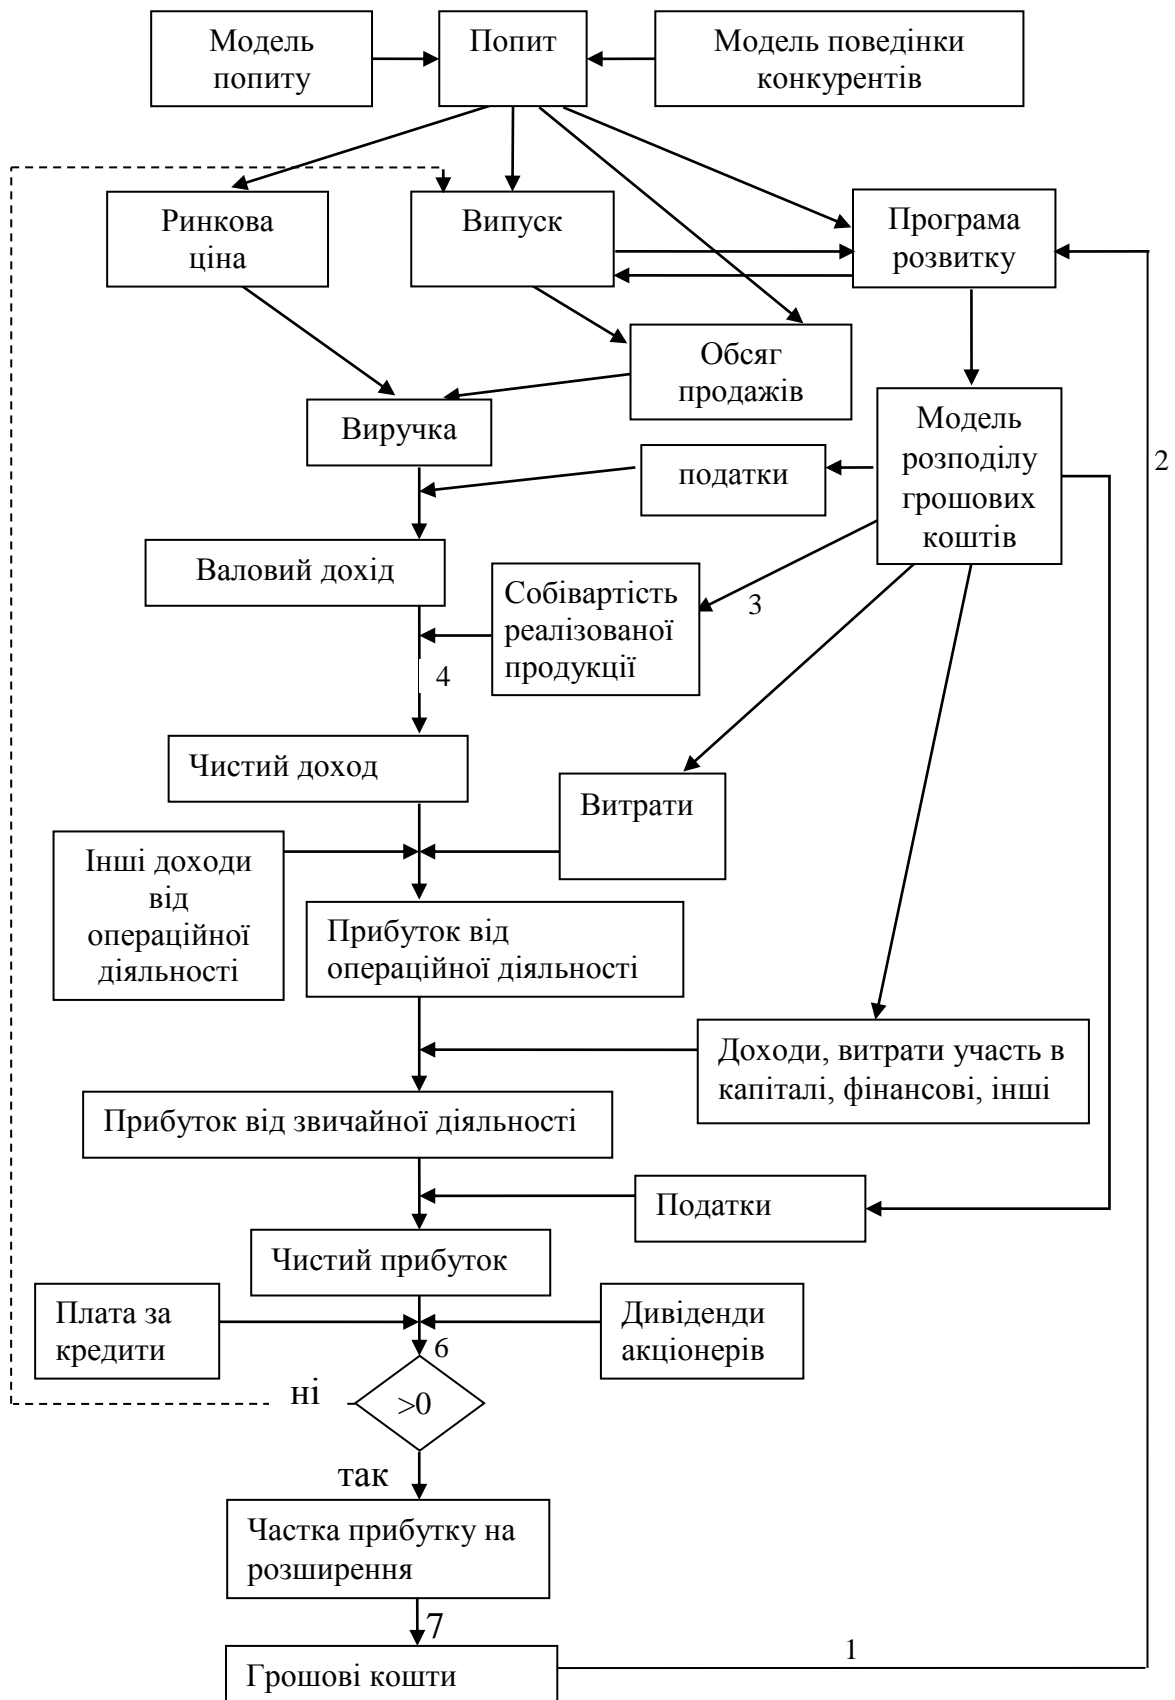 Модель
попиту
Попит
Модель поведінки
конкурентів
Ринкова
ціна
Випуск
Програма
розвитку
Обсяг
продажів
Виручка
Модель
розподілу
грошових
коштів
2
податки
Валовий дохід
Собівартість
реалізованої
продукції
3
4
Чистий доход
Витрати
Інші доходи
від
операційної
діяльності
Прибуток від
операційної діяльності
Доходи, витрати участь в
капіталі, фінансові, інші
Прибуток від звичайної діяльності
Податки
Чистий прибуток
Плата за
кредити
Дивіденди
акціонерів
6
ні
>0
так
Частка прибутку на
розширення
7
Грошові кошти
1